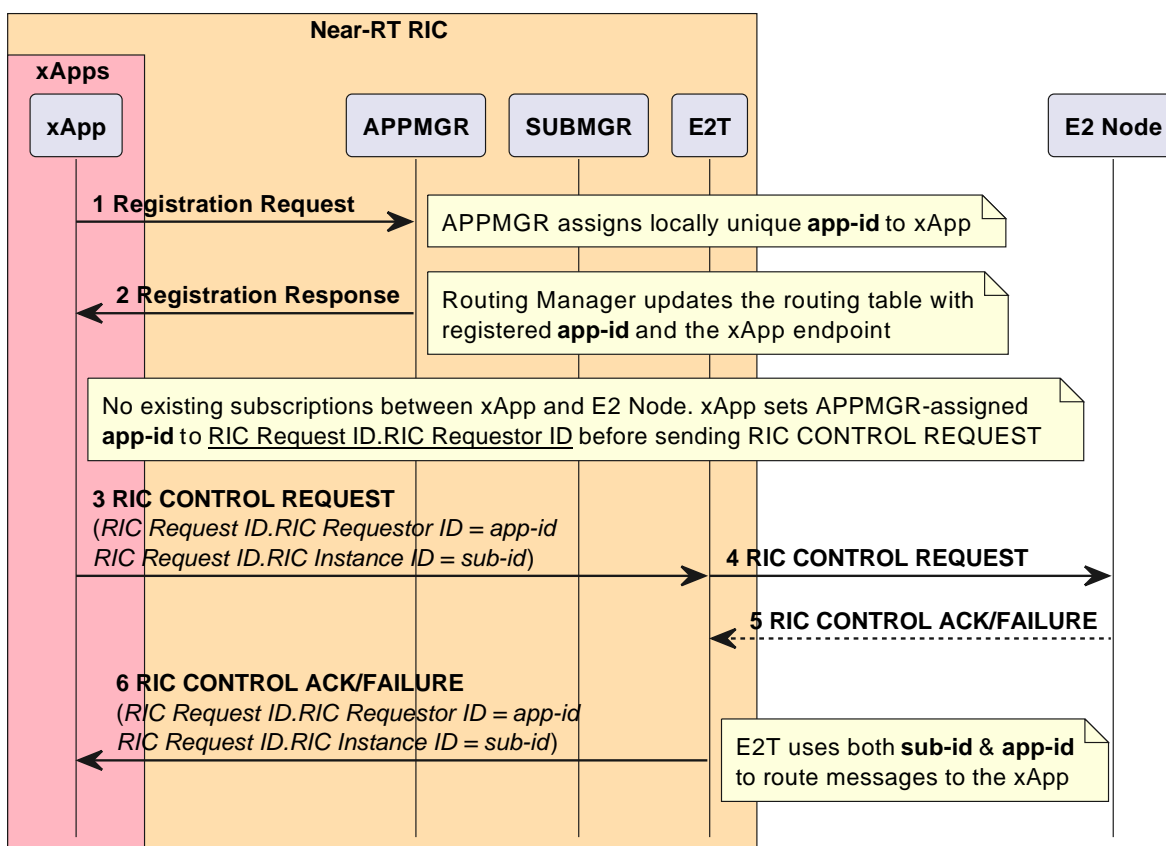 Near-RT RIC
xApps
xApp
APPMGR
SUBMGR
E2T
E2 Node
1 Registration Request
APPMGR assigns locally unique app-id to xApp
2 Registration Response
Routing Manager updates the routing table with
registered app-id and the xApp endpoint
No existing subscriptions between xApp and E2 Node. xApp sets APPMGR-assigned
app-id to RIC Request ID.RIC Requestor ID before sending RIC CONTROL REQUEST
3 RIC CONTROL REQUEST
(RIC Request ID.RIC Requestor ID = app-id
RIC Request ID.RIC Instance ID = sub-id)
4 RIC CONTROL REQUEST
5 RIC CONTROL ACK/FAILURE
6 RIC CONTROL ACK/FAILURE
(RIC Request ID.RIC Requestor ID = app-id
RIC Request ID.RIC Instance ID = sub-id)
E2T uses both sub-id & app-id
to route messages to the xApp